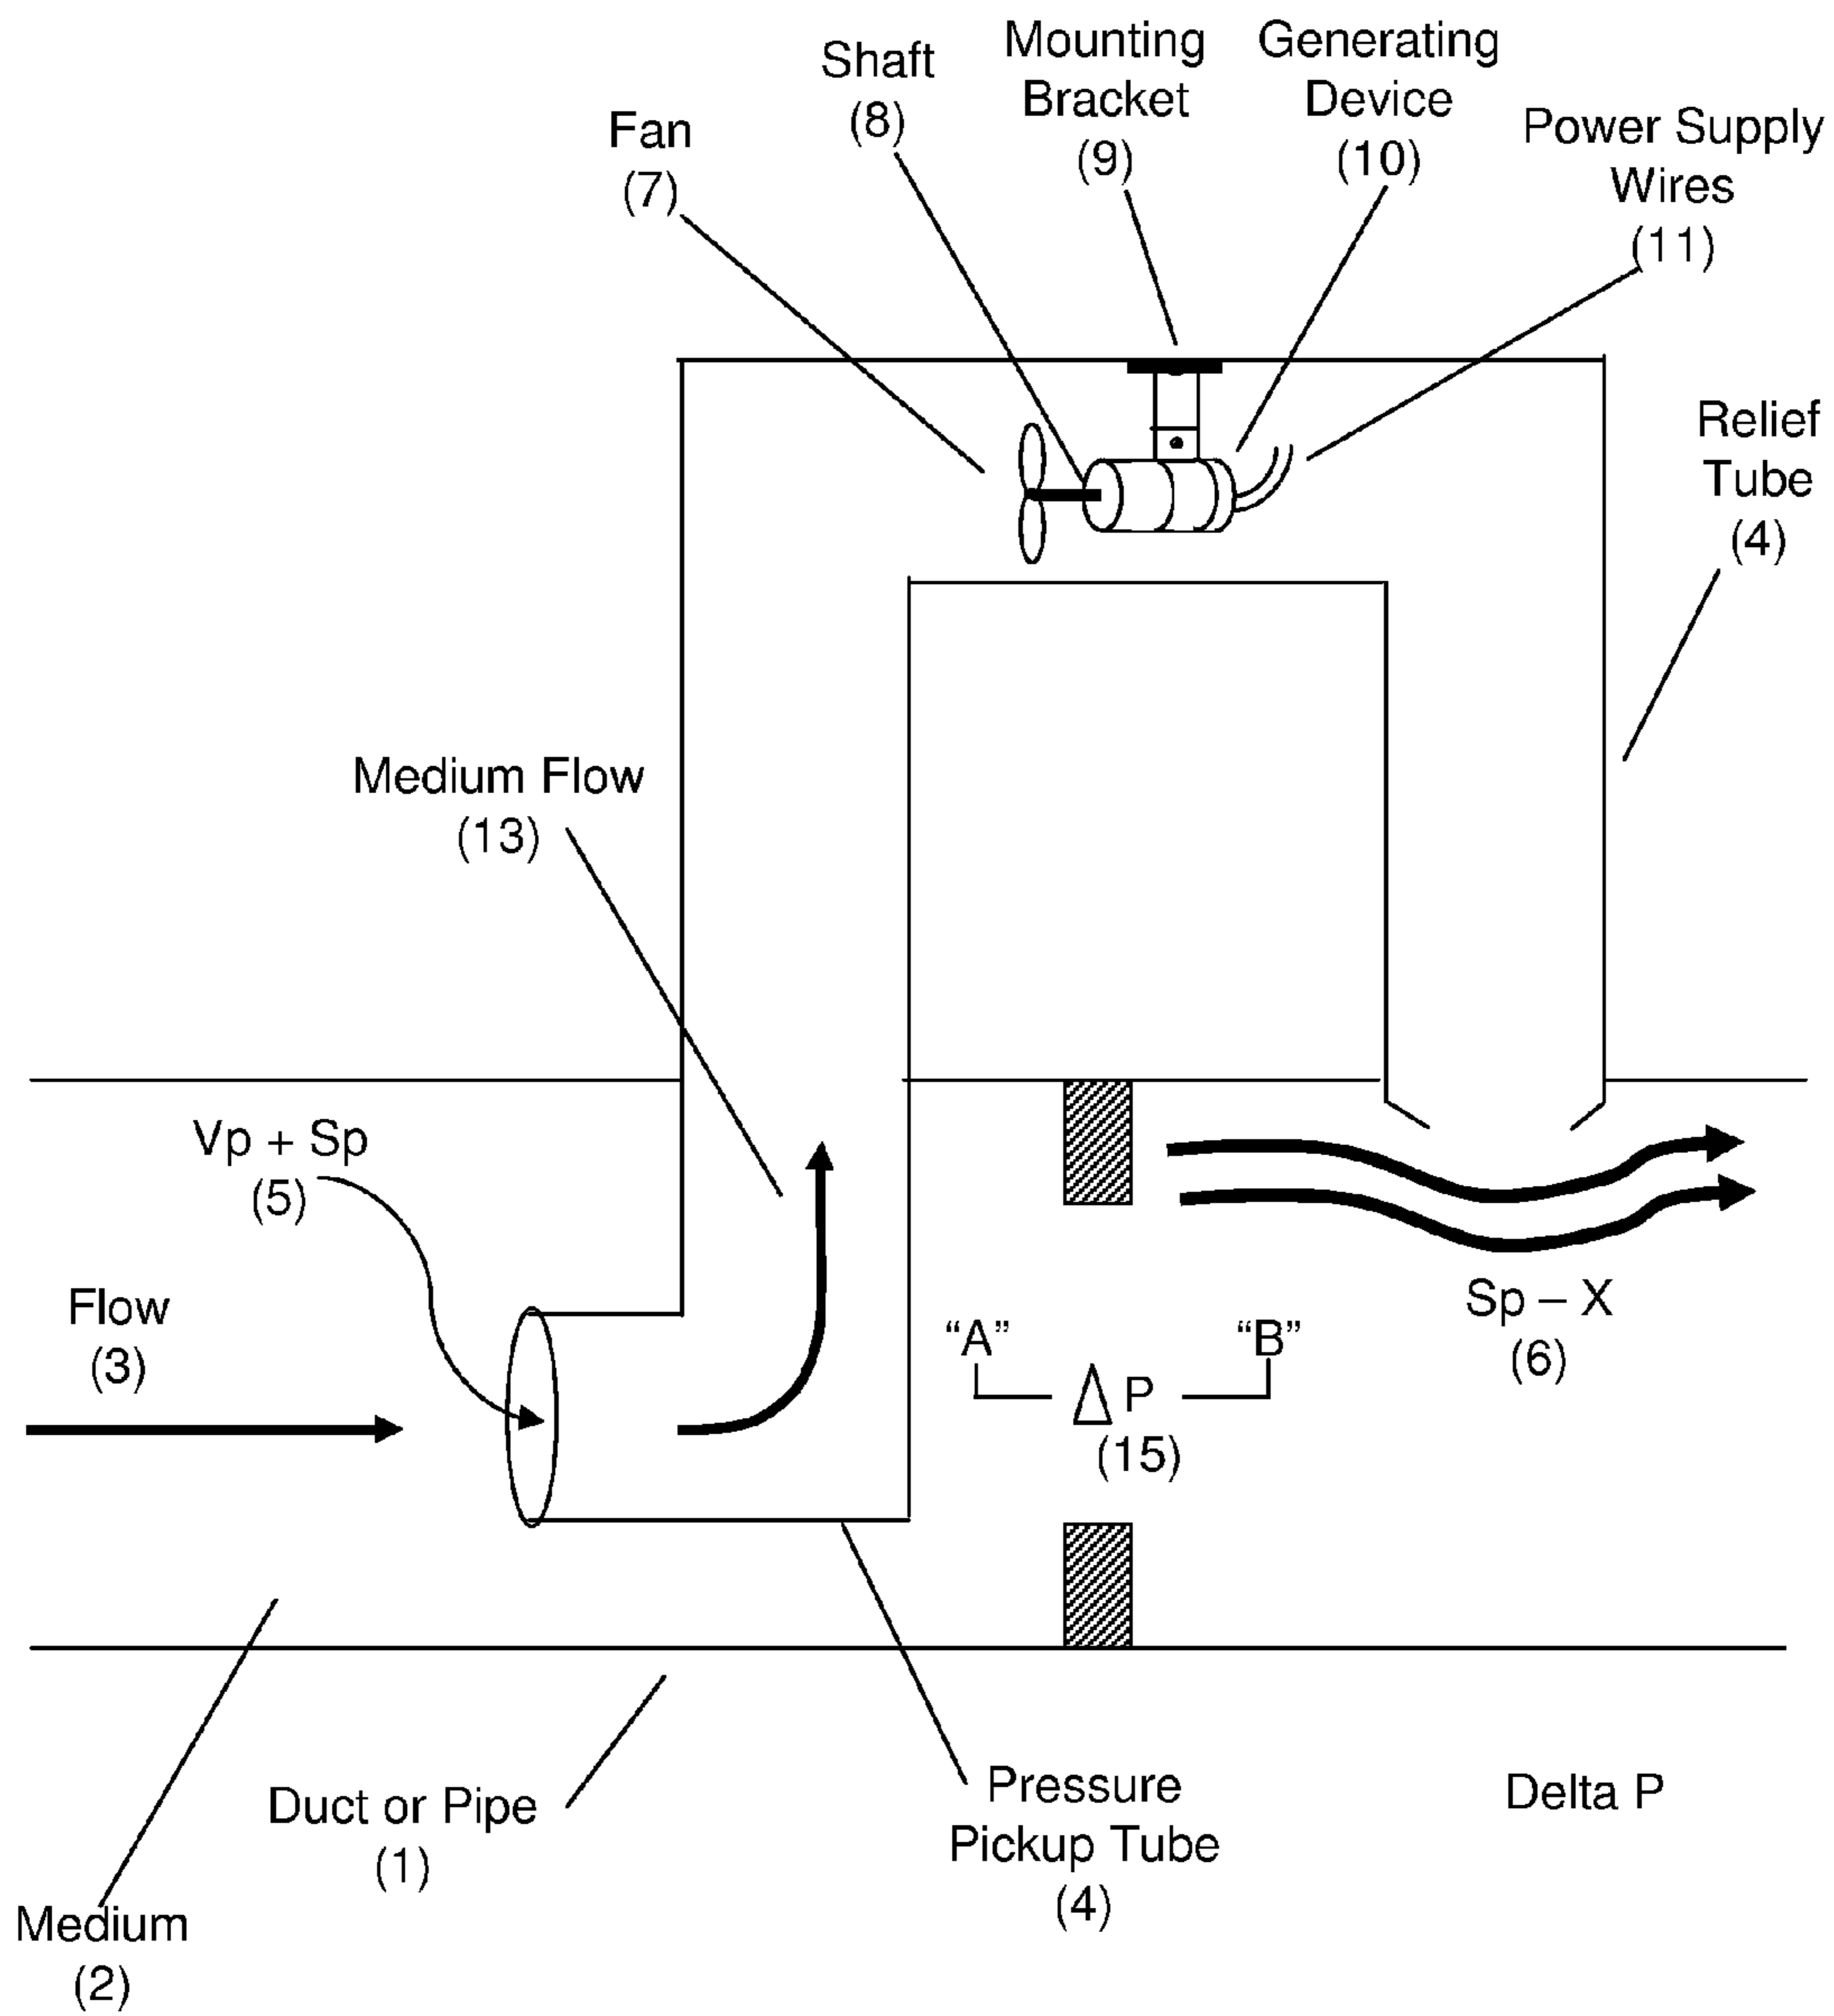 Mounting
Bracket
(9)
Generating
Device
(10)
Shaft
(8)
Fan
(7)
Power Supply
Wires
(11)
Relief
Tube
(4)
Medium Flow
(13)
Vp + Sp
(5)
Flow
(3)
"A"
"B"
Δ P
(15)
Sp – X
(6)
Duct or Pipe
(1)
Pressure
Pickup Tube
(4)
Delta P
Medium
(2)